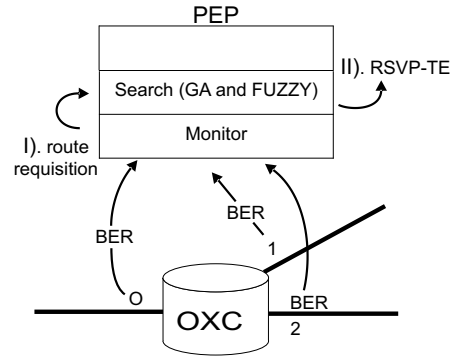 PEP
II). RSVP-TE
Search (GA and FUZZY)
Monitor
I). route
requisition
BER
BER
1
BER
O
OXC
2